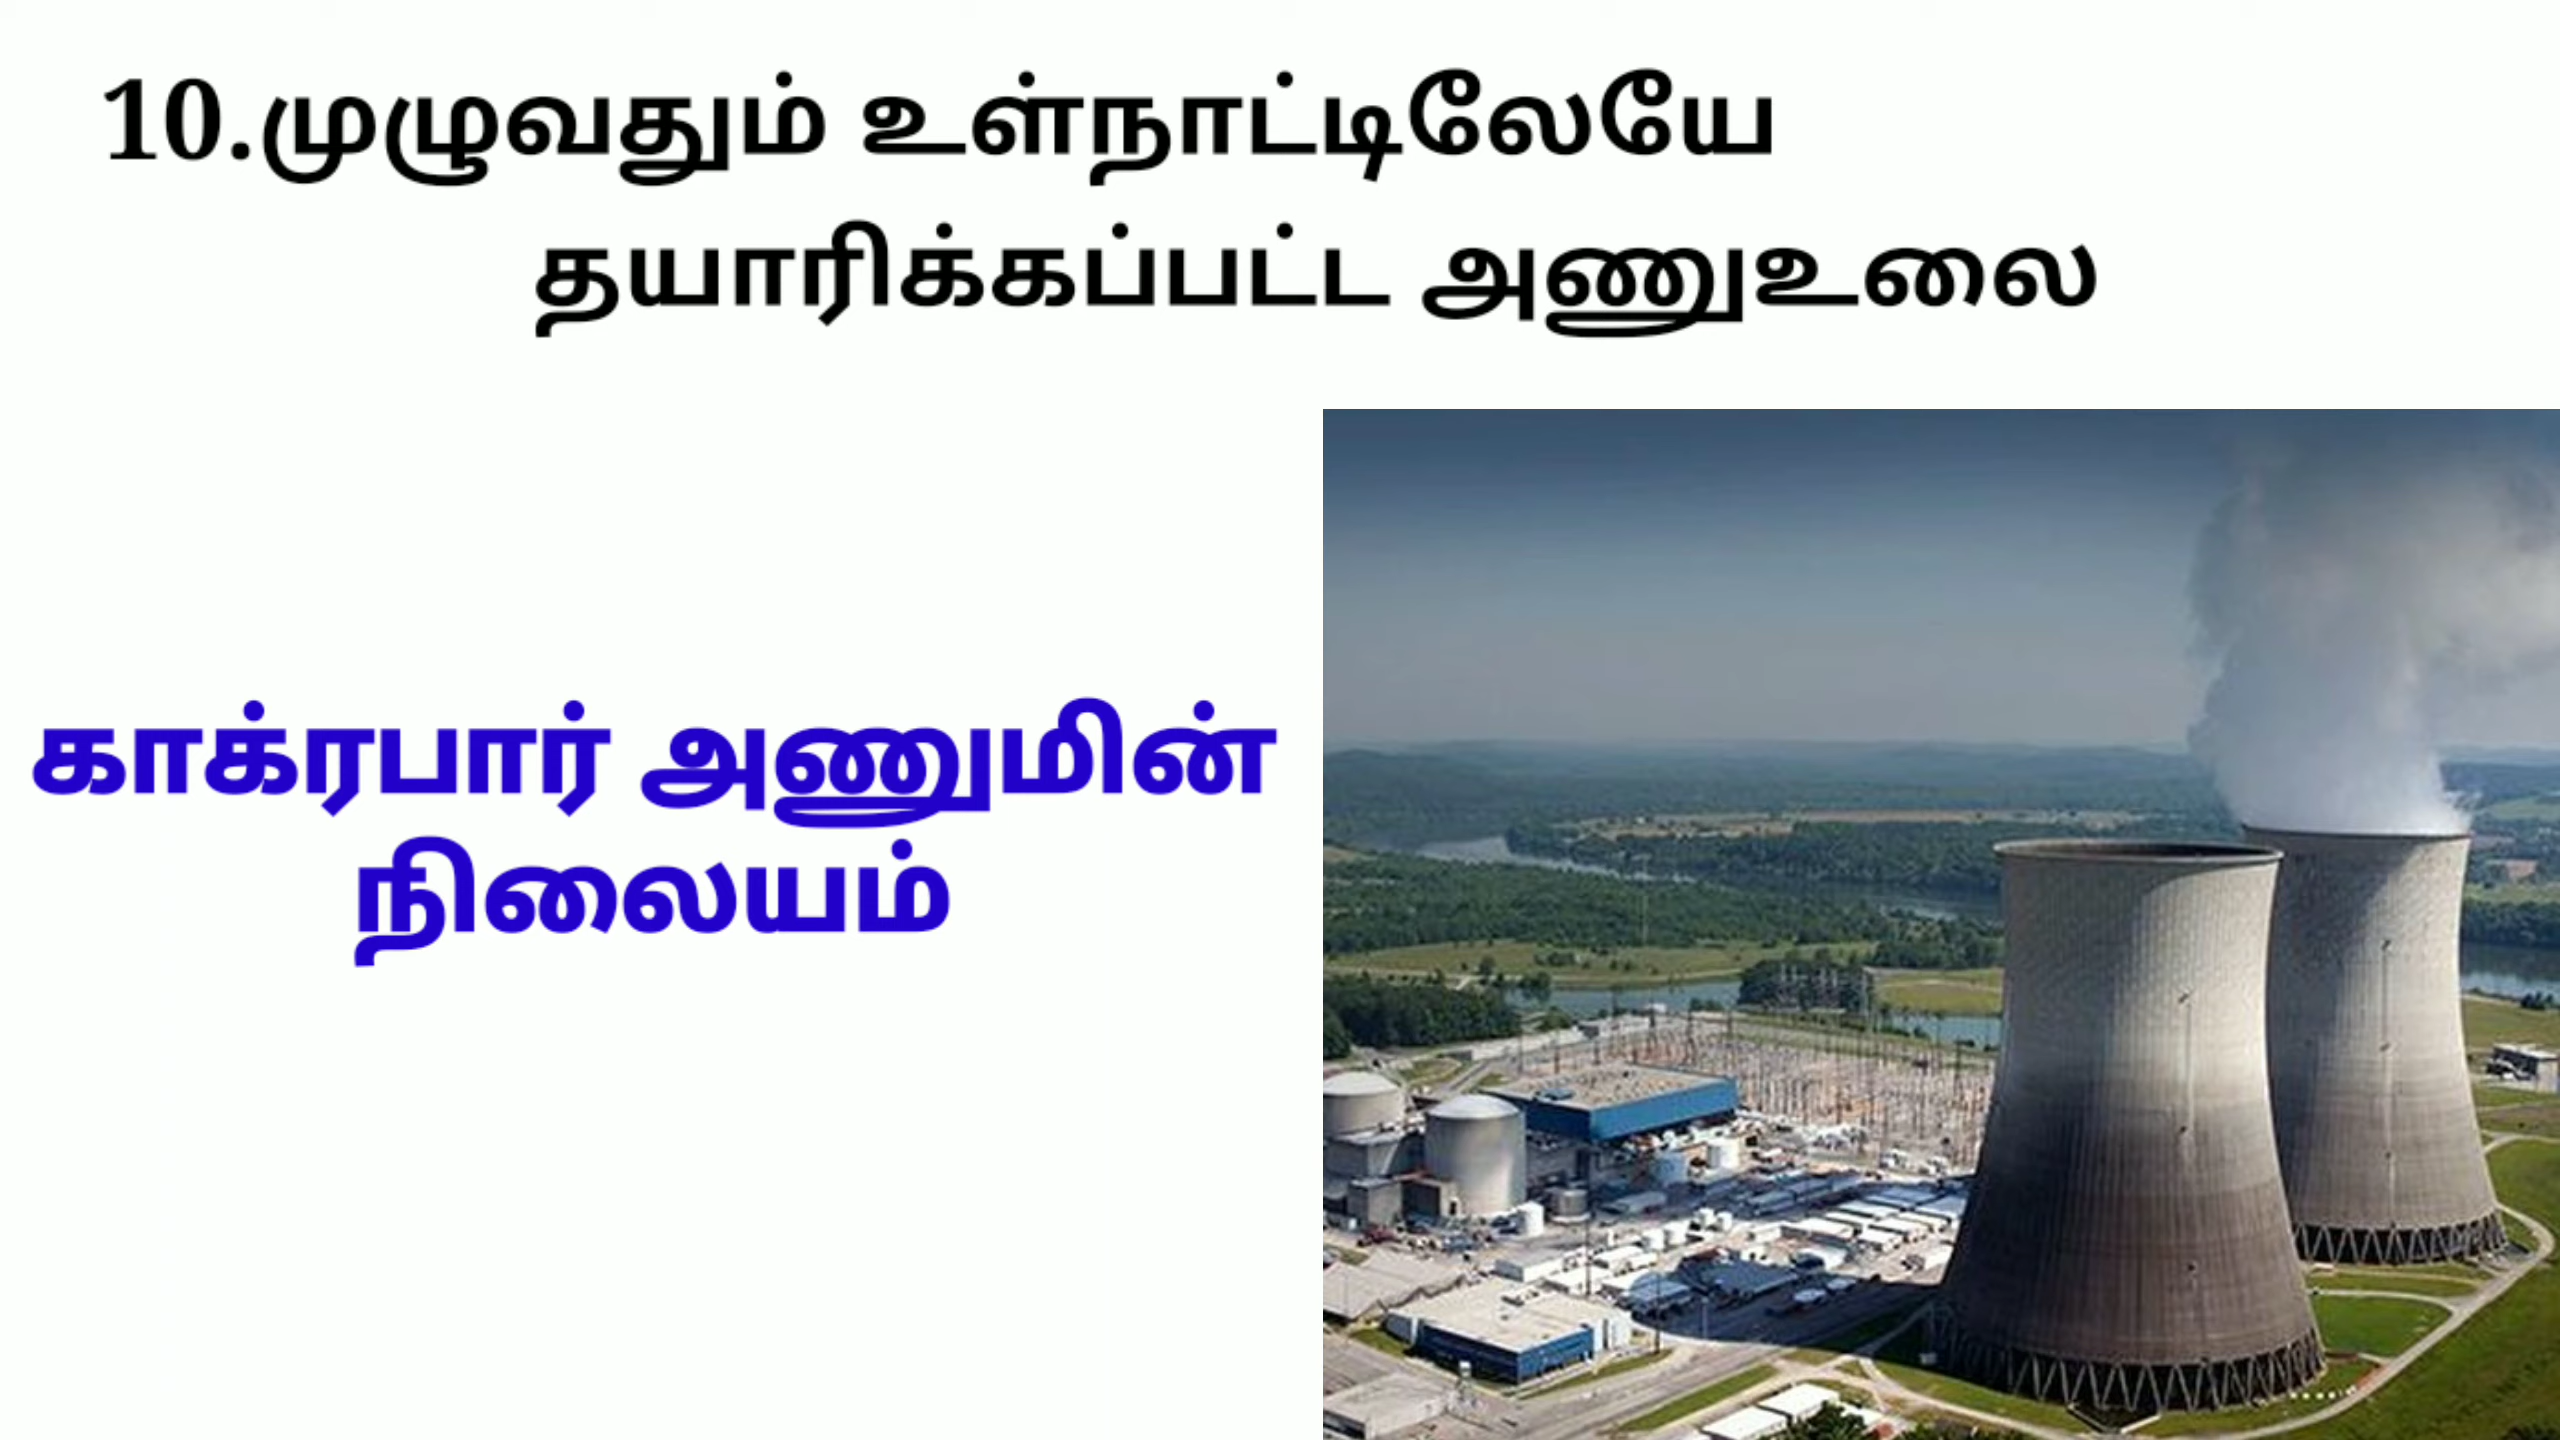 10.முழுவதும் உள்நாட்டிலேயே
தயாரிக்கப்பட்ட அணுஉலை
காக்ரபார் அணுமின்
நிலையம்